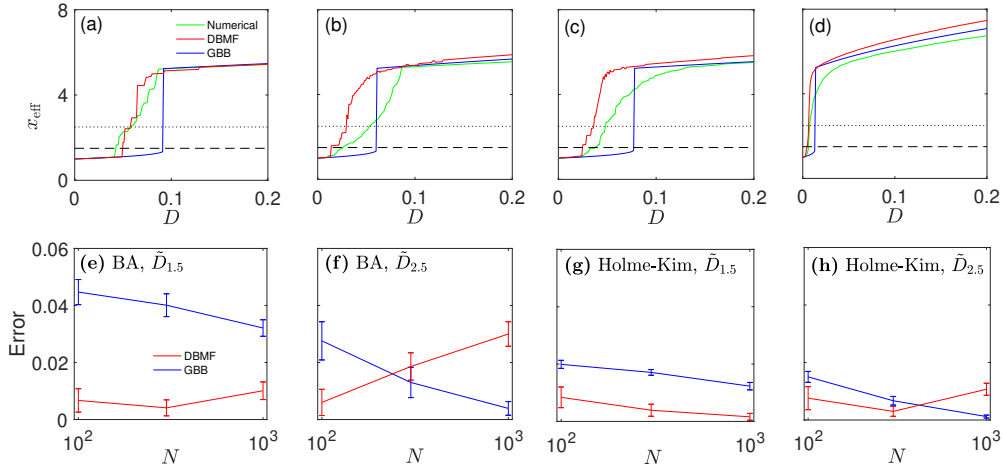 (a)
Numerical
DBMF
GBB
(b)
(c)
(d)
8
4
0
x_eff
0 0.1 0.2
0 0.1 0.2
0 0.1 0.2
0 0.1 0.2
D D D D
(e) BA, D̃_1.5
(f) BA, D̃_2.5
(g) Holme-Kim, D̃_1.5
(h) Holme-Kim, D̃_2.5
0.06
0.04
0.02
0
Error
DBMF
GBB
10^2 10^3
10^2 10^3
10^2 10^3
10^2 10^3
N N N N